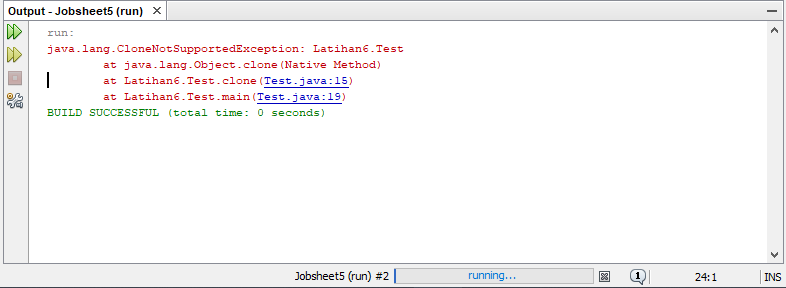 Output - Jobsheet5 (run)
run:
java.lang.CloneNotSupportedException: Latihan6.Test
at java.lang.Object.clone(Native Method)
at Latihan6.Test.clone(Test.java:15)
at Latihan6.Test.main(Test.java:19)
BUILD SUCCESSFUL (total time: 0 seconds)
Jobsheet5 (run) #2 running... 1 24:1 INS